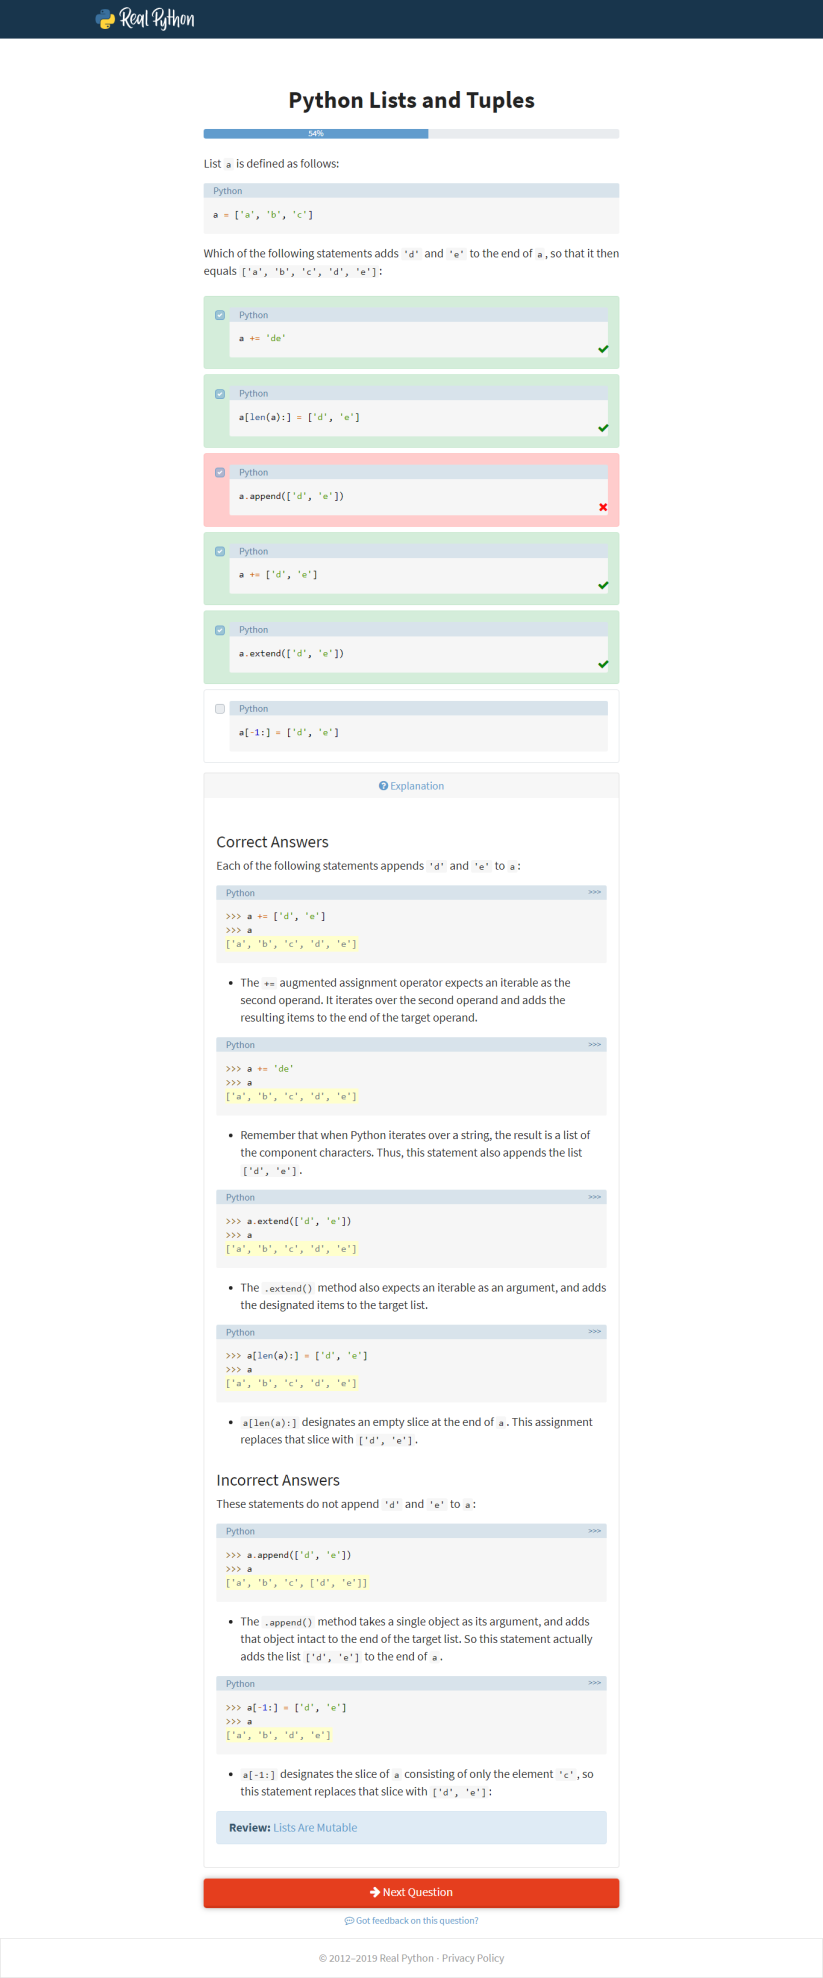 Real Python
Python Lists and Tuples
54%
List a is defined as follows:
Python
a = ['a', 'b', 'c']
Which of the following statements adds 'd' and 'e' to the end of a, so that it then
equals ['a', 'b', 'c', 'd', 'e']:
Python
a += 'de'
Python
a[len(a):] = ['d', 'e']
Python
a.append(['d', 'e'])
Python
a += ['d', 'e']
Python
a.extend(['d', 'e'])
Python
a[-1:] = ['d', 'e']
Explanation
Correct Answers
Each of the following statements appends 'd' and 'e' to a:
Python >>>
>>> a += ['d', 'e']
>>> a
['a', 'b', 'c', 'd', 'e']
• The += augmented assignment operator expects an iterable as the
second operand. It iterates over the second operand and adds the
resulting items to the end of the target operand.
Python >>>
>>> a += 'de'
>>> a
['a', 'b', 'c', 'd', 'e']
• Remember that when Python iterates over a string, the result is a list of
the component characters. Thus, this statement also appends the list
['d', 'e'].
Python >>>
>>> a.extend(['d', 'e'])
>>> a
['a', 'b', 'c', 'd', 'e']
• The .extend() method also expects an iterable as an argument, and adds
the designated items to the target list.
Python >>>
>>> a[len(a):] = ['d', 'e']
>>> a
['a', 'b', 'c', 'd', 'e']
• a[len(a):] designates an empty slice at the end of a. This assignment
replaces that slice with ['d', 'e'].
Incorrect Answers
These statements do not append 'd' and 'e' to a:
Python >>>
>>> a.append(['d', 'e'])
>>> a
['a', 'b', 'c', ['d', 'e']]
• The .append() method takes a single object as its argument, and adds
that object intact to the end of the target list. So this statement actually
adds the list ['d', 'e'] to the end of a.
Python >>>
>>> a[-1:] = ['d', 'e']
>>> a
['a', 'b', 'd', 'e']
• a[-1:] designates the slice of a consisting of only the element 'c', so
this statement replaces that slice with ['d', 'e']:
Review: Lists Are Mutable
Next Question
Got feedback on this question?
© 2012–2019 Real Python · Privacy Policy